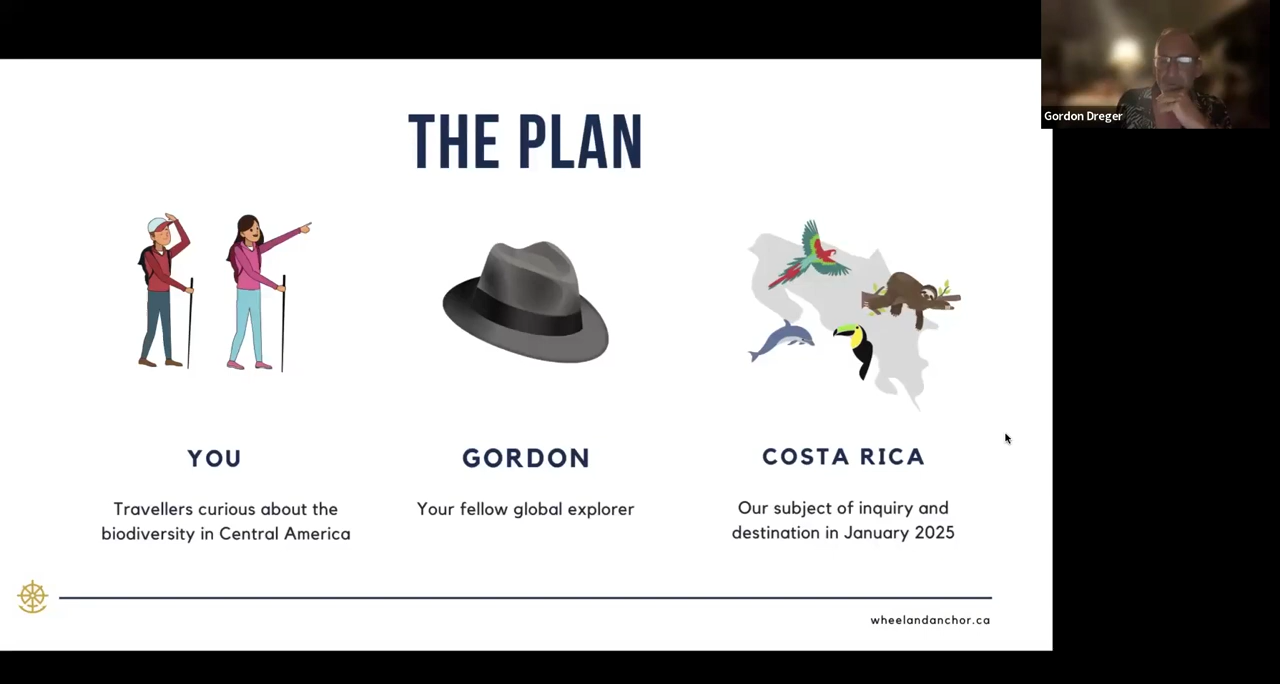 Gordon Dreger
THE PLAN
YOU
Travellers curious about the
biodiversity in Central America
GORDON
Your fellow global explorer
COSTA RICA
Our subject of inquiry and
destination in January 2025
wheelandanchor.ca